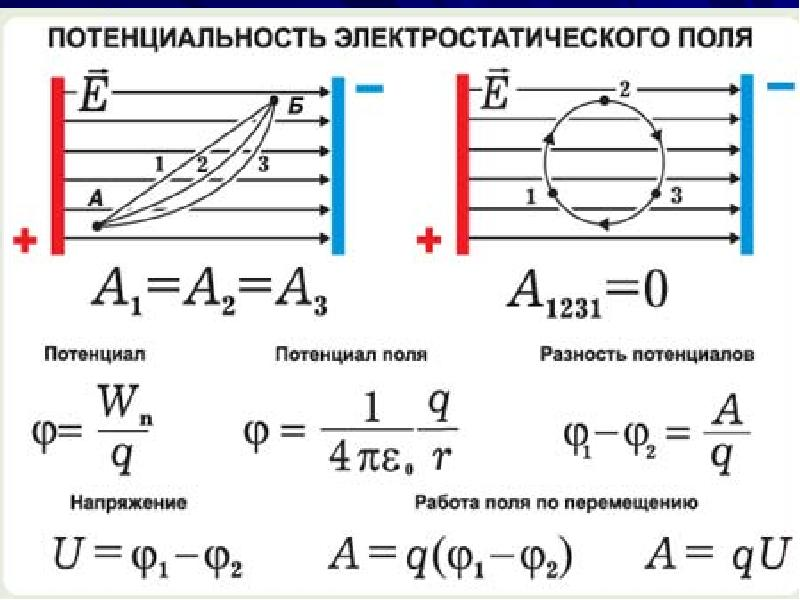 ПОТЕНЦИАЛЬНОСТЬ ЭЛЕКТРОСТАТИЧЕСКОГО ПОЛЯ
E⃗ Б −
1 2 3
А
+
E⃗ 2 −
1 3
+
A₁=A₂=A₃ A₁₂₃₁=0
Потенциал Потенциал поля Разность потенциалов
φ= Wп/q φ = 1/4πε₀ q/r φ₁−φ₂ = A/q
Напряжение Работа поля по перемещению
U=φ₁−φ₂ A=q(φ₁−φ₂) A= qU